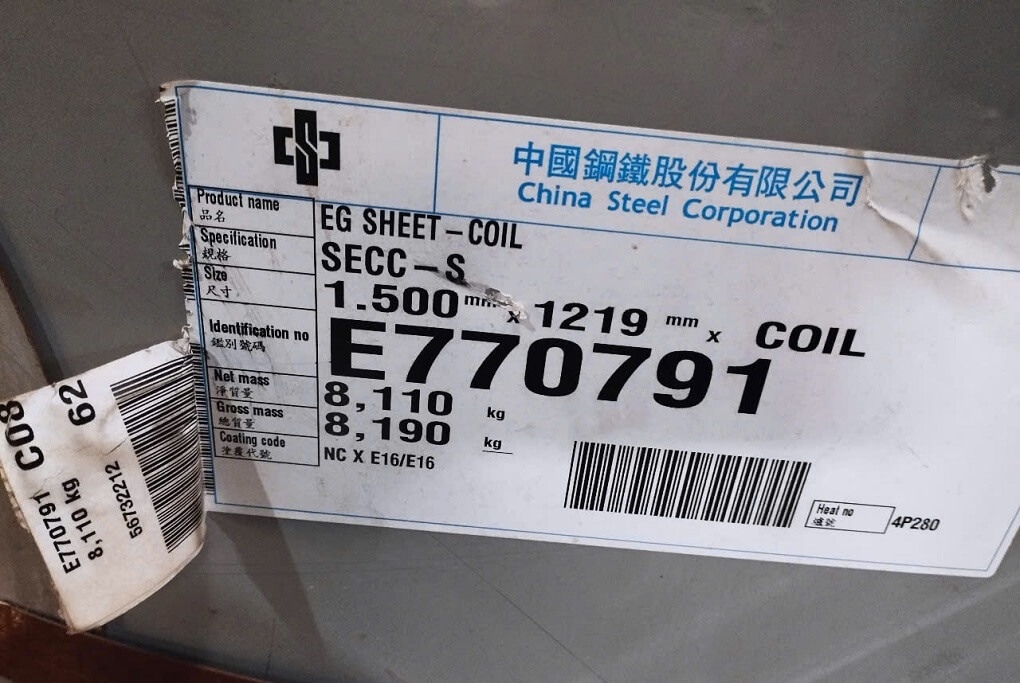 中國鋼鐵股份有限公司
China Steel Corporation
Product name
品名
EG SHEET-COIL
Specification
規格
SECC-S
Size
尺寸
1.500 mm x 1219 mm x COIL
Identification no
鑑別號碼
E770791
Net mass
淨質量
8,110 kg
Gross mass
總質量
8,190 kg
Coating code
塗覆代號
NC X E16/E16
Heat no
爐號
4P280
C08
62
E770791
8,110 kg
56732212